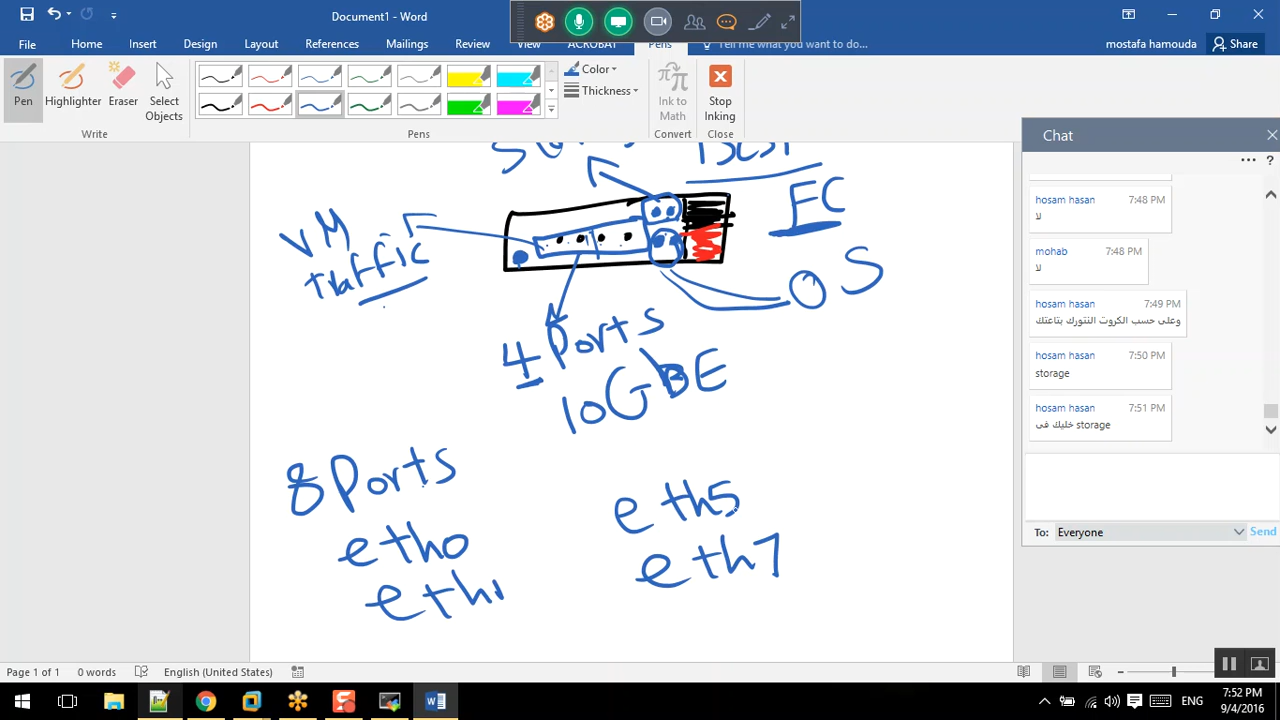 Document1 - Word
mostafa hamouda
Share
File
Home
Insert
Design
Layout
References
Mailings
Review
View
ACROBAT
Pens
Tell me what you want to do...
Pen
Highlighter
Eraser
Select
Objects
Color
Thickness
Ink to
Math
Stop
Inking
Write
Pens
Convert
Close
FC
VM
Traffic
OS
4 Ports
10GbE
8 Ports
eth0
eth1
eth5
eth7
Chat
hosam hasan 7:48 PM
لا
mohab 7:48 PM
لا
hosam hasan 7:49 PM
وعلى حسب الكروت النتورك بتاعتك
hosam hasan 7:50 PM
storage
hosam hasan 7:51 PM
خليك فى storage
To: Everyone
Send
Page 1 of 1
0 words
English (United States)
ENG
7:52 PM
9/4/2016